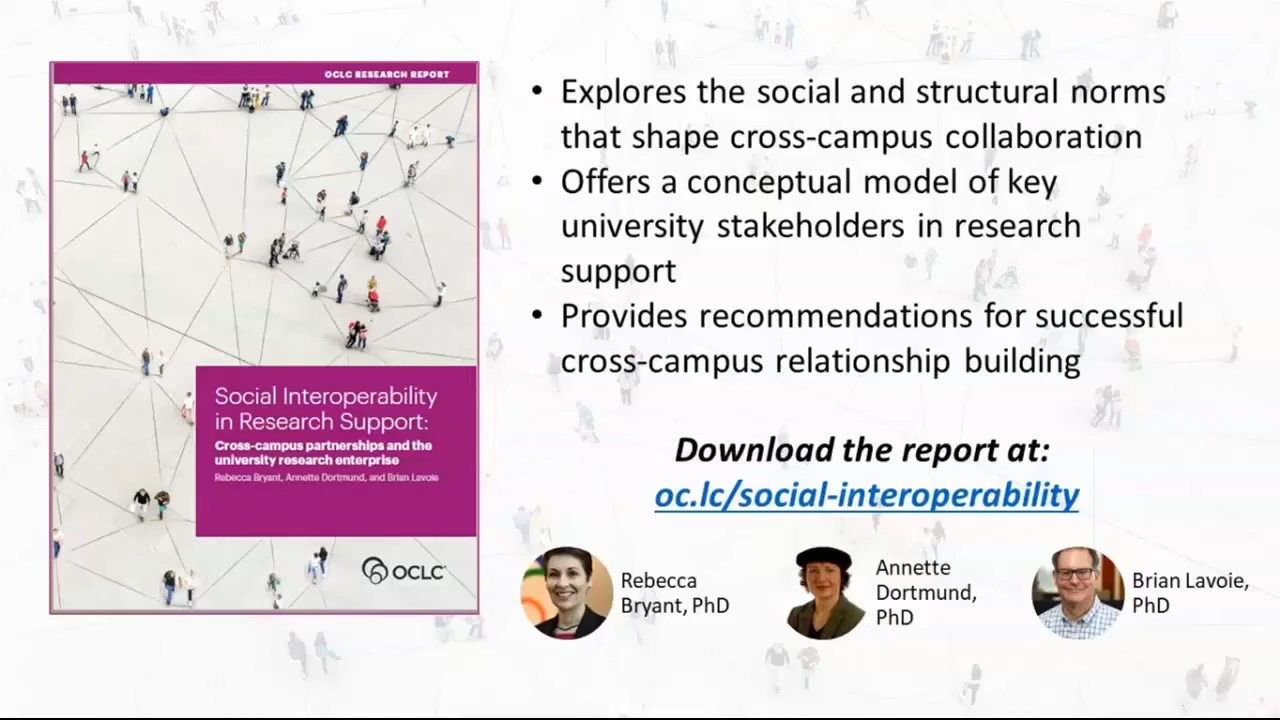 OCLC RESEARCH REPORT
Social Interoperability
in Research Support:
Cross-campus partnerships and the
university research enterprise
Rebecca Bryant, Annette Dortmund, and Brian Lavoie
OCLC
• Explores the social and structural norms
that shape cross-campus collaboration
• Offers a conceptual model of key
university stakeholders in research
support
• Provides recommendations for successful
cross-campus relationship building
Download the report at:
oc.lc/social-interoperability
Rebecca
Bryant, PhD
Annette
Dortmund,
PhD
Brian Lavoie,
PhD